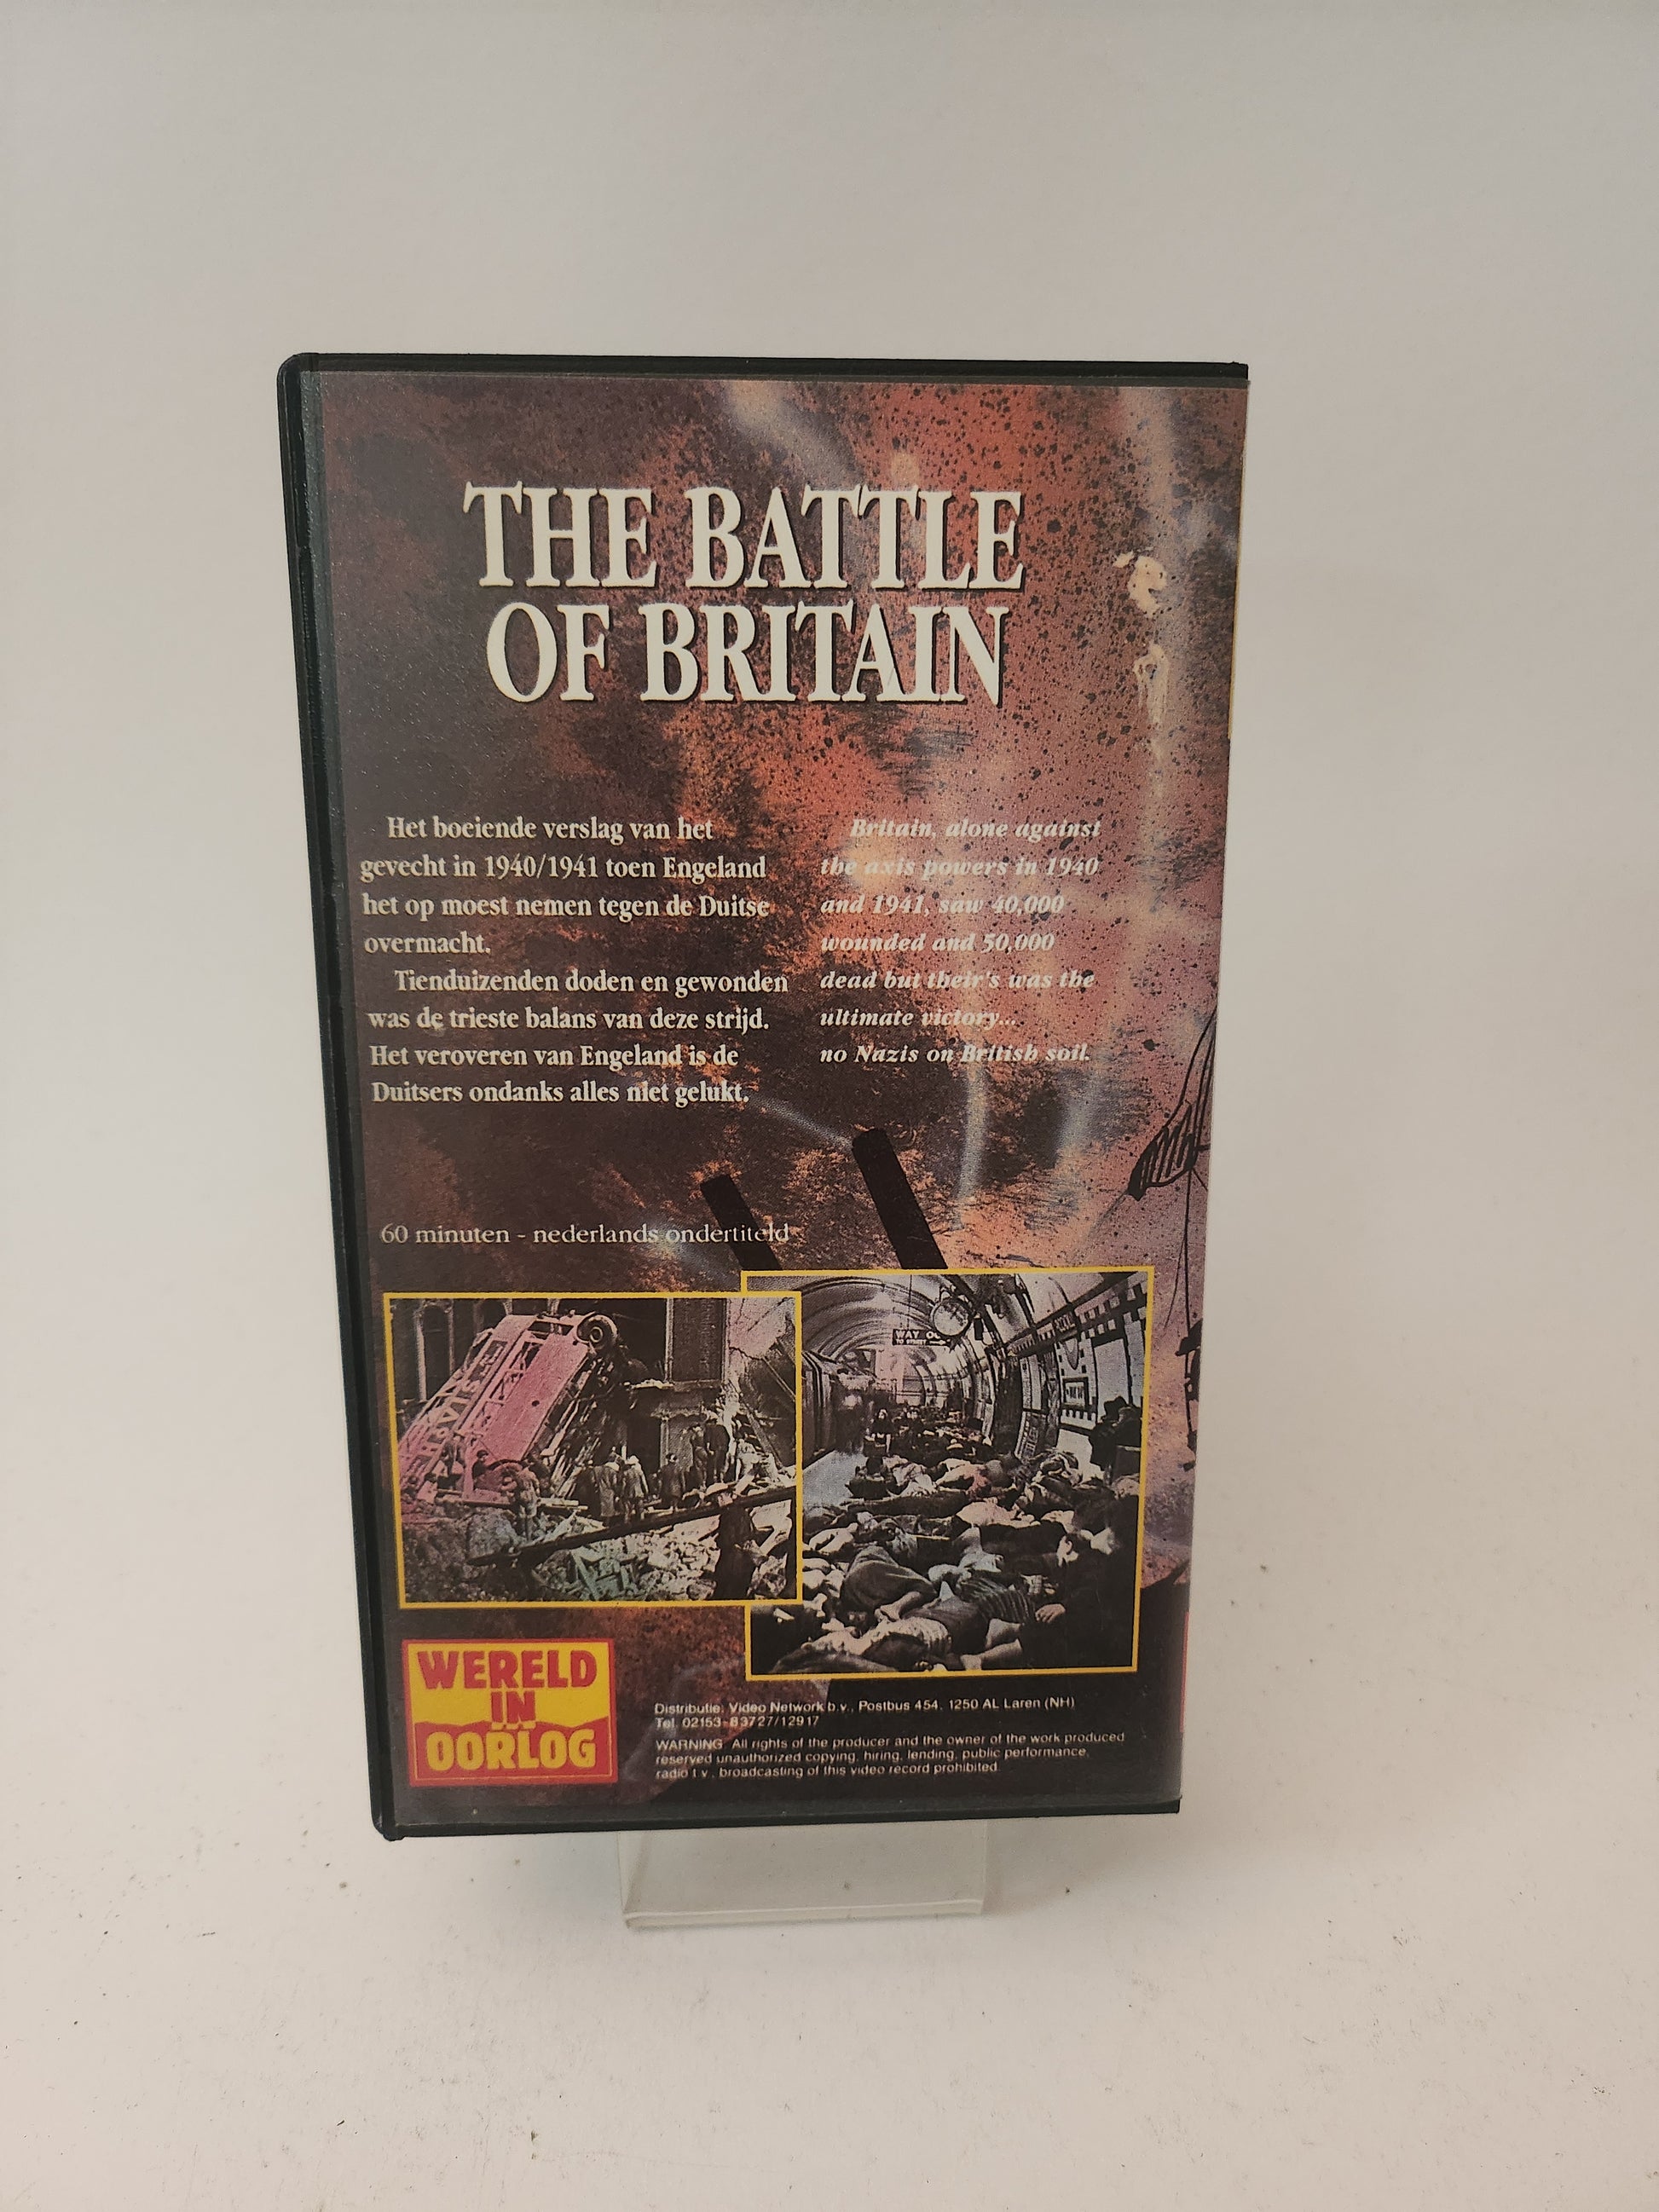 THE BATTLE
OF BRITAIN
Het boeiende verslag van het
gevecht in 1940/1941 toen Engeland
het op moest nemen tegen de Duitse
overmacht.
Tienduizenden doden en gewonden
was de trieste balans van deze strijd.
Het veroveren van Engeland is de
Duitsers ondanks alles niet gelukt.
Britain, alone against
the axis powers in 1940
and 1941, saw 40,000
wounded and 50,000
dead but their's was the
ultimate victory...
no Nazis on British soil.
60 minuten - nederlands ondertiteld
WAY
WERELD
IN
OORLOG
Distributie: Video Network b.v., Postbus 454, 1250 AL Laren (NH)
Tel. 02153-83727/12917
WARNING: All rights of the producer and the owner of the work produced
reserved unauthorized copying, hiring, lending, public performance,
radio t.v., broadcasting of this video record prohibited